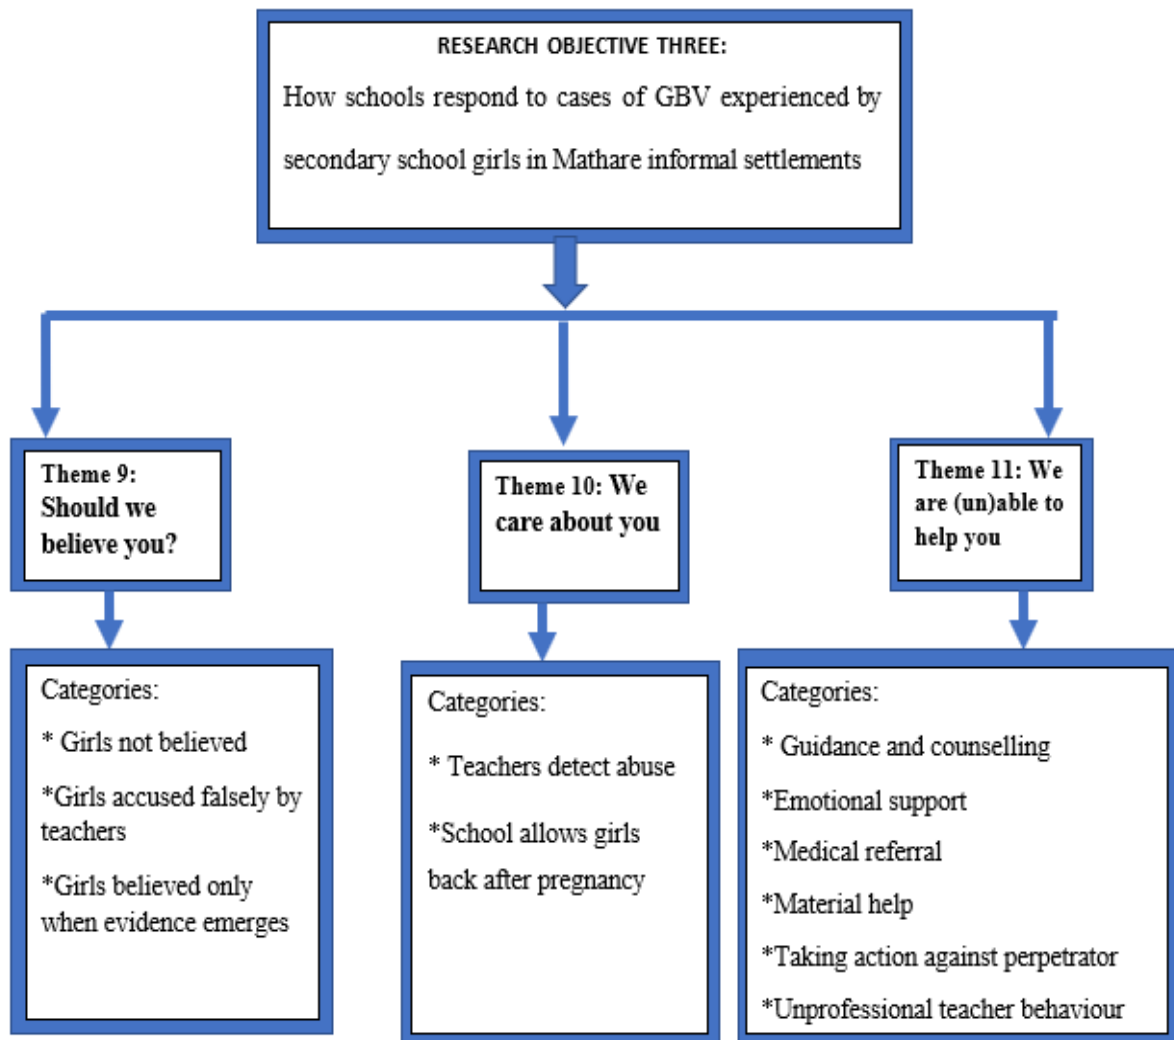 RESEARCH OBJECTIVE THREE:
How schools respond to cases of GBV experienced by
secondary school girls in Mathare informal settlements
Theme 9:
Should we
believe you?
Theme 10: We
care about you
Theme 11: We
are (un)able to
help you
Categories:
* Girls not believed
*Girls accused falsely by
teachers
*Girls believed only
when evidence emerges
Categories:
* Teachers detect abuse
*School allows girls
back after pregnancy
Categories:
* Guidance and counselling
*Emotional support
*Medical referral
*Material help
*Taking action against perpetrator
*Unprofessional teacher behaviour